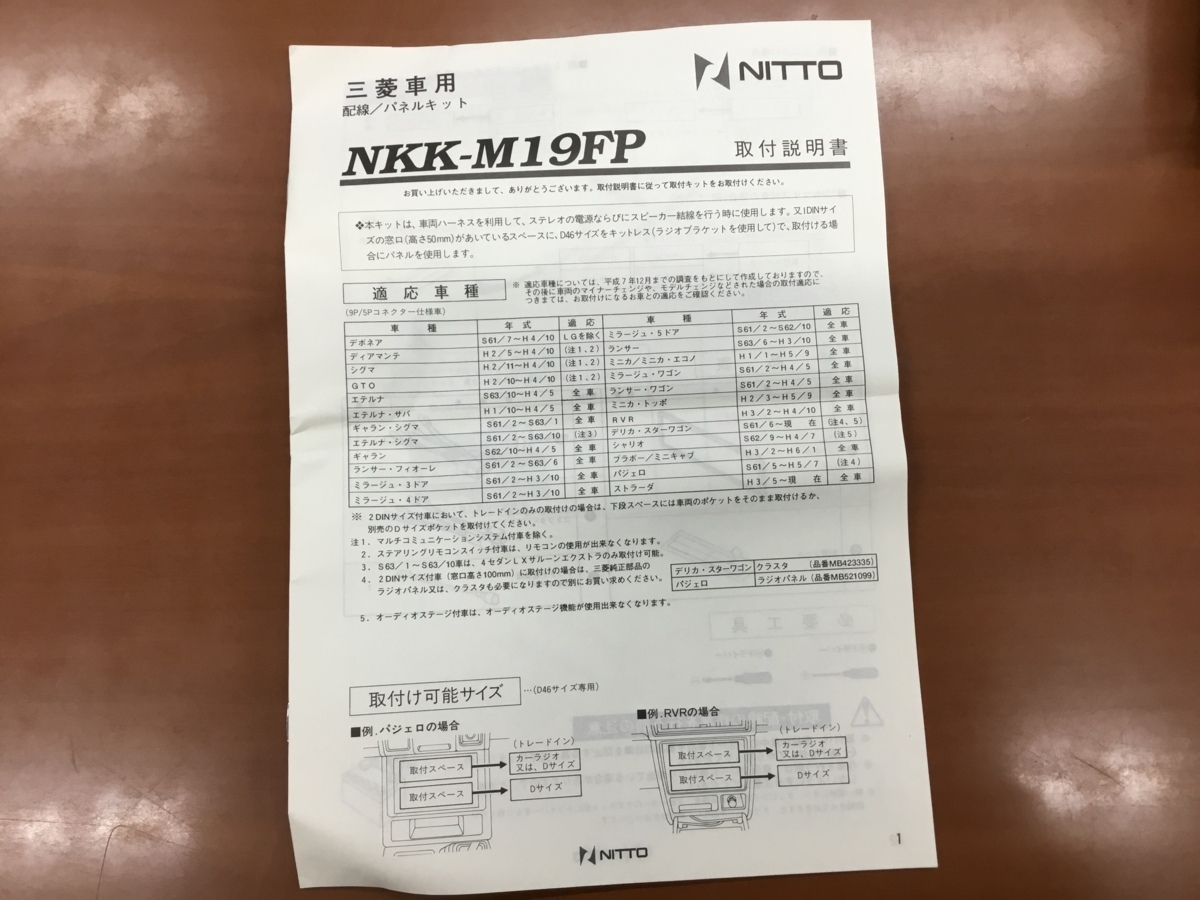 三菱車用
配線／パネルキット
NITTO
NKK-M19FP
取付説明書
お買い上げいただきまして、ありがとうございます。取付説明書に従って取付キットをお取付けください。
❖本キットは、車両ハーネスを利用して、ステレオの電源ならびにスピーカー結線を行う時に使用します。又1DINサイ
ズの窓口(高さ50mm)があいているスペースに、D46サイズをキットレス(ラジオブラケットを使用して)で、取付ける場
合にパネルを使用します。
適応車種
※ 適応車種については、平成7年12月までの調査をもとにして作成しておりますので、
その後に車両のマイナーチェンジや、モデルチェンジなどされた場合の取付適応に
つきましては、お取付けになるお車との適応をご確認ください。
(9P/5Pコネクター仕様車)
車種 年式 適応 車種 年式 適応
デボネア S61／7～H4／10 LGを除く ミラージュ・5ドア S61／2～S62／10 全車
ディアマンテ H2／5～H4／10 (注1、2) ランサー S63／6～H3／10 全車
シグマ H2／11～H4／10 (注1、2) ミニカ／ミニカ・エコノ H1／1～H5／9 全車
GTO H2／10～H4／10 (注1、2) ミラージュ・ワゴン S61／2～H4／5 全車
エテルナ S63／10～H4／5 全車 ランサー・ワゴン S61／2～H4／5 全車
エテルナ・サバ H1／10～H4／5 全車 ミニカ・トッポ H2／3～H5／9 全車
ギャラン・シグマ S61／2～S63／1 全車 RVR H3／2～H4／10 全車
エテルナ・シグマ S61／2～S63／10 (注3) デリカ・スターワゴン S61／6～現在 (注4、5)
ギャラン S62／10～H4／5 全車 シャリオ S62／9～H4／7 (注5)
ランサー・フィオーレ S61／2～S63／6 全車 ブラボー／ミニキャブ H3／2～H6／1 全車
ミラージュ・3ドア S61／2～H3／10 全車 パジェロ S61／5～H5／7 (注4)
ミラージュ・4ドア S61／2～H3／10 全車 ストラーダ H3／5～現在 全車
※ 2DINサイズ付車において、トレードインのみの取付けの場合は、下段スペースには車両のポケットをそのまま取付けるか、
別売のDサイズポケットを取付けてください。
注1．マルチコミュニケーションシステム付車を除く。
2．ステアリングリモコンスイッチ付車は、リモコンの使用が出来なくなります。
3．S63／1～S63／10車は、4セダンLXサルーンエクストラのみ取付け可能。
4．2DINサイズ付車(窓口高さ100mm)に取付けの場合は、三菱純正部品の
ラジオパネル又は、クラスタも必要になりますので別にお買い求めください。
デリカ・スターワゴン クラスタ (品番MB423335)
パジェロ ラジオパネル (品番MB521099)
5．オーディオステージ付車は、オーディオステージ機能が使用出来なくなります。
取付け可能サイズ …(D46サイズ専用)
■例．パジェロの場合
(トレードイン)
取付スペース
カーラジオ
又は、Dサイズ
取付スペース
Dサイズ
■例．RVRの場合
(トレードイン)
取付スペース
カーラジオ
又は、Dサイズ
取付スペース
Dサイズ
NITTO
1